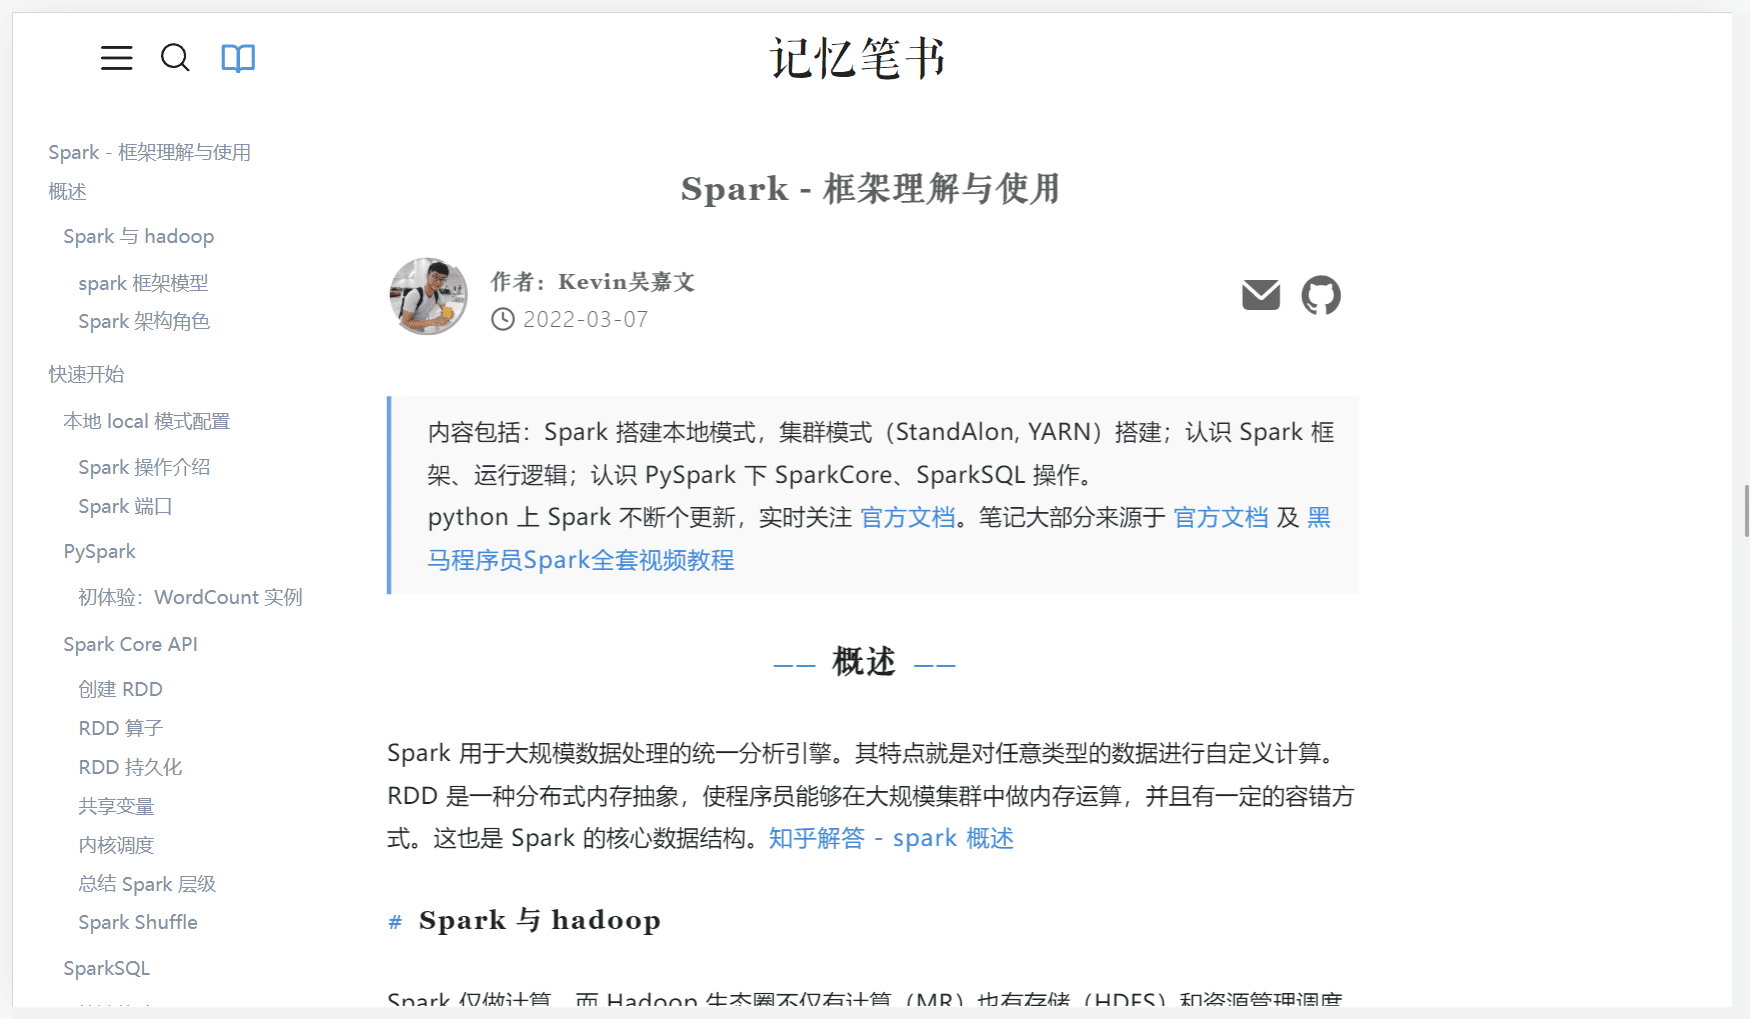 记忆笔书
Spark - 框架理解与使用
概述
Spark 与 hadoop
spark 框架模型
Spark 架构角色
快速开始
本地 local 模式配置
Spark 操作介绍
Spark 端口
PySpark
初体验：WordCount 实例
Spark Core API
创建 RDD
RDD 算子
RDD 持久化
共享变量
内核调度
总结 Spark 层级
Spark Shuffle
SparkSQL
Spark - 框架理解与使用
作者：Kevin吴嘉文
2022-03-07
内容包括：Spark 搭建本地模式，集群模式（StandAlon, YARN）搭建；认识 Spark 框
架、运行逻辑；认识 PySpark 下 SparkCore、SparkSQL 操作。
python 上 Spark 不断个更新，实时关注 官方文档。笔记大部分来源于 官方文档 及 黑
马程序员Spark全套视频教程
—— 概述 ——
Spark 用于大规模数据处理的统一分析引擎。其特点就是对任意类型的数据进行自定义计算。
RDD 是一种分布式内存抽象，使程序员能够在大规模集群中做内存运算，并且有一定的容错方
式。这也是 Spark 的核心数据结构。知乎解答 - spark 概述
# Spark 与 hadoop
Spark 仅做计算，而 Hadoop 生态圈不仅有计算（MR）也有存储（HDFS）和资源管理调度